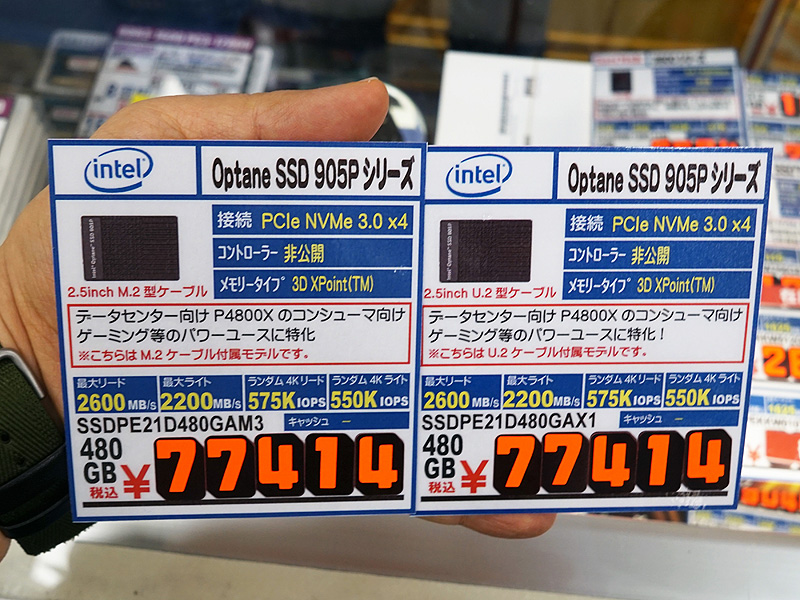 intel
Optane SSD 905P シリーズ
Intel Optane™ SSD 905P
2.5inch M.2 型ケーブル
接続 PCIe NVMe 3.0 x4
コントローラー 非公開
メモリータイプ 3D XPoint(TM)
データセンター向け P4800X のコンシューマ向け
ゲーミング等のパワーユースに特化
※こちらは M.2 ケーブル付属モデルです。
最大リード 2600 MB/s
最大ライト 2200 MB/s
ランダム 4K リード 575K IOPS
ランダム 4K ライト 550K IOPS
SSDPE21D480GAM3
キャッシュ −
480 GB
税込 ¥77414
intel
Optane SSD 905P シリーズ
Intel Optane™ SSD 905P
2.5inch U.2 型ケーブル
接続 PCIe NVMe 3.0 x4
コントローラー 非公開
メモリータイプ 3D XPoint(TM)
データセンター向け P4800X のコンシューマ向け
ゲーミング等のパワーユースに特化！
※こちらは U.2 ケーブル付属モデルです。
最大リード 2600 MB/s
最大ライト 2200 MB/s
ランダム 4K リード 575K IOPS
ランダム 4K ライト 550K IOPS
SSDPE21D480GAX1
キャッシュ −
480 GB
税込 ¥77414